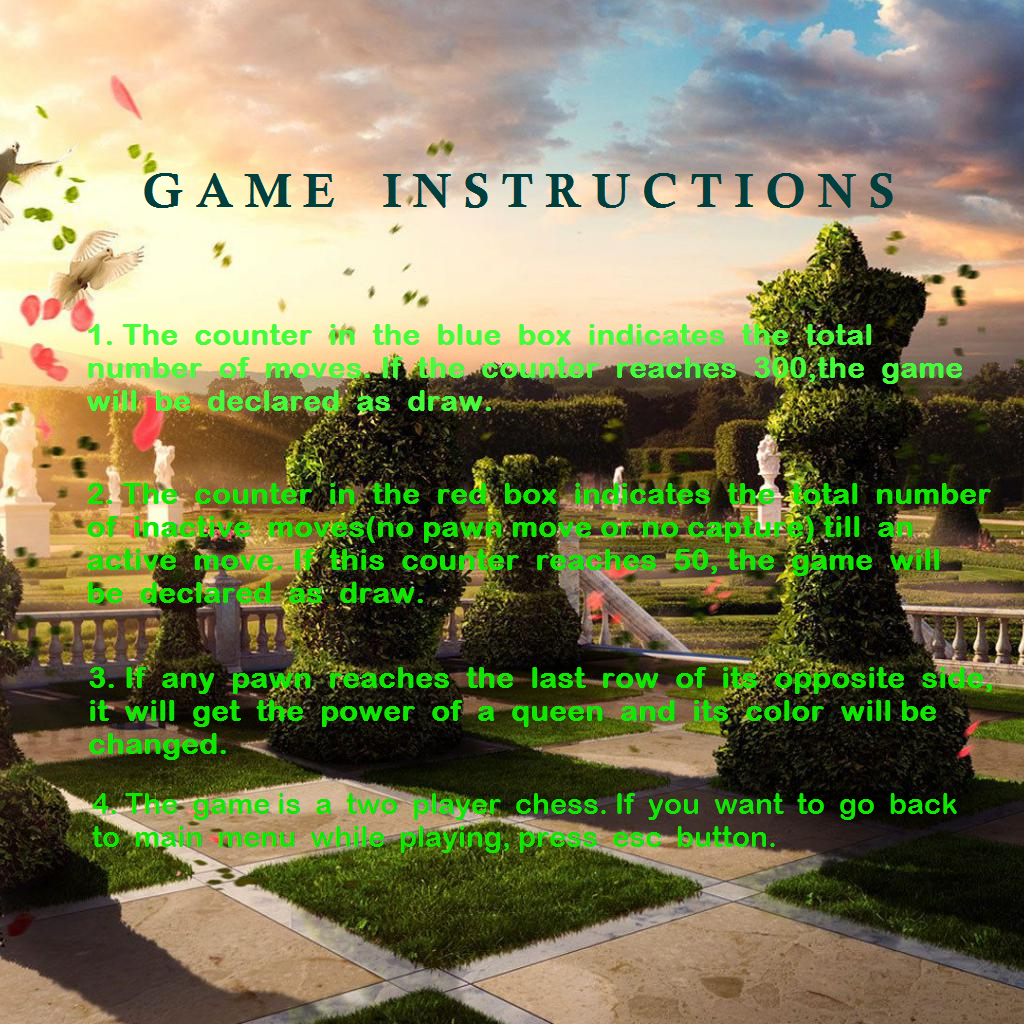 GAME INSTRUCTIONS
1. The counter in the blue box indicates the total
number of moves. If the counter reaches 300,the game
will be declared as draw.
2. The counter in the red box indicates the total number
of inactive moves(no pawn move or no capture) till an
active move. If this counter reaches 50, the game will
be declared as draw.
3. If any pawn reaches the last row of its opposite side,
it will get the power of a queen and its color will be
changed.
4. The game is a two player chess. If you want to go back
to main menu while playing, press esc button.